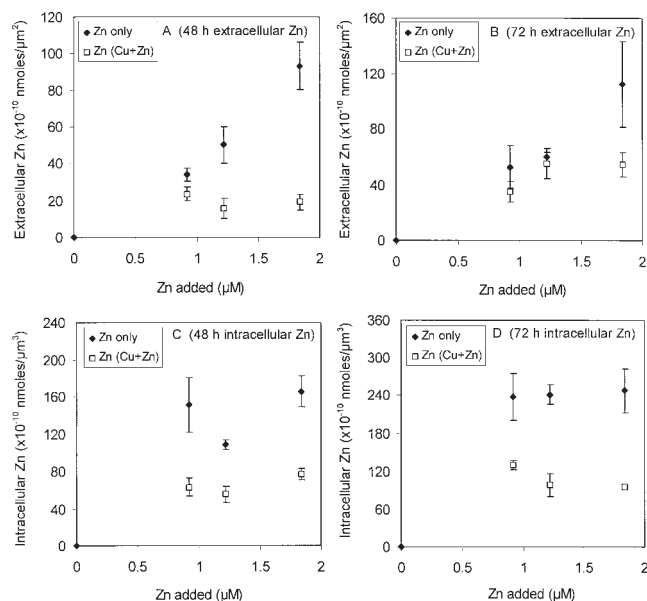 A (48 h extracellular Zn)
Zn only
Zn (Cu+Zn)
Extracellular Zn (x10⁻¹⁰ nmoles/µm²)
120
100
80
60
40
20
0
0 0.5 1 1.5 2
Zn added (µM)
B (72 h extracellular Zn)
Zn only
Zn (Cu+Zn)
Extracellular Zn (x10⁻¹⁰ nmoles/µm²)
160
120
80
40
0
0 0.5 1 1.5 2
Zn added (µM)
C (48 h intracellular Zn)
Zn only
Zn (Cu+Zn)
Intracellular Zn (x10⁻¹⁰ nmoles/µm³)
240
200
160
120
80
40
0
0 0.5 1 1.5 2
Zn added (µM)
D (72 h intracellular Zn)
Zn only
Zn (Cu+Zn)
Intracellular Zn (x10⁻¹⁰ nmoles/µm³)
360
300
240
180
120
60
0
0 0.5 1 1.5 2
Zn added (µM)